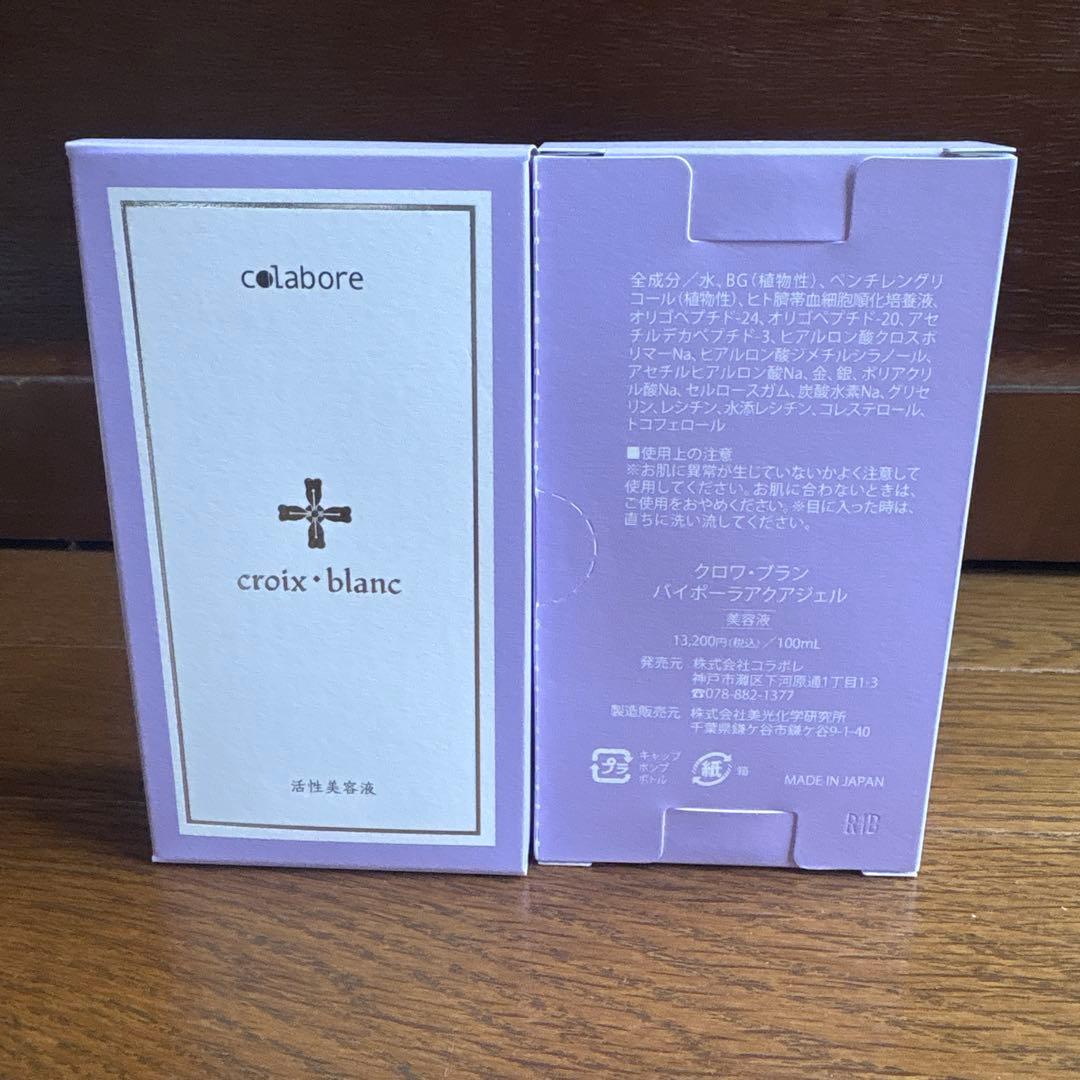 colabore
croix・blanc
活性美容液
全成分／水、BG（植物性）、ペンチレングリ
コール（植物性）、ヒト臍帯血細胞順化培養液、
オリゴペプチド-24、オリゴペプチド-20、アセ
チルデカペプチド-3、ヒアルロン酸クロスポ
リマーNa、ヒアルロン酸ジメチルシラノール、
アセチルヒアルロン酸Na、金、銀、ポリアクリ
ル酸Na、セルロースガム、炭酸水素Na、グリセ
リン、レシチン、水添レシチン、コレステロール、
トコフェロール
■使用上の注意
※お肌に異常が生じていないかよく注意して
使用してください。お肌に合わないときは、
ご使用をおやめください。※目に入った時は、
直ちに洗い流してください。
クロワ・ブラン
バイポーラアクアジェル
美容液
13,200円（税込）／100mL
発売元 株式会社コラボレ
神戸市灘区下河原通1丁目1-3
☎078-882-1377
製造販売元 株式会社美光化学研究所
千葉県鎌ケ谷市鎌ケ谷9-1-40
プラ キャップ
ポンプ
ボトル
紙 箱
MADE IN JAPAN
R1B